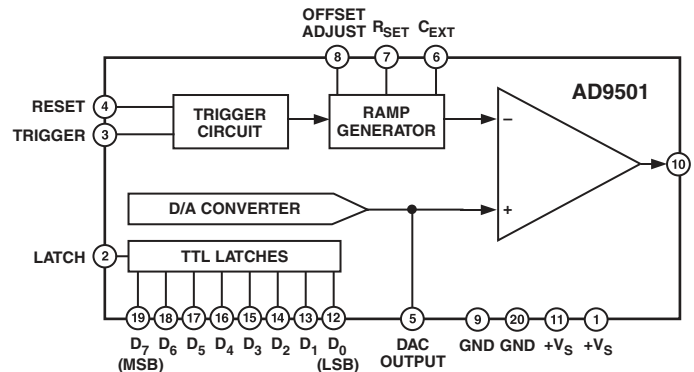 OFFSET
ADJUST
R_SET
C_EXT
8
7
6
AD9501
RESET
4
TRIGGER
3
TRIGGER
CIRCUIT
RAMP
GENERATOR
−
10
D/A CONVERTER
+
LATCH
2
TTL LATCHES
19 18 17 16 15 14 13 12 5 9 20 11 1
D7 D6 D5 D4 D3 D2 D1 D0 DAC GND GND +VS +VS
(MSB) (LSB) OUTPUT